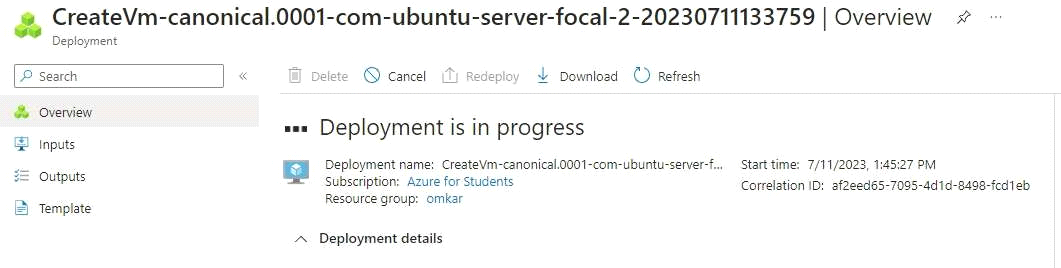 CreateVm-canonical.0001-com-ubuntu-server-focal-2-20230711133759 | Overview
Deployment
Search
Delete Cancel Redeploy Download Refresh
Overview
Inputs
Outputs
Template
Deployment is in progress
Deployment name: CreateVm-canonical.0001-com-ubuntu-server-f... Start time: 7/11/2023, 1:45:27 PM
Subscription: Azure for Students Correlation ID: af2eed65-7095-4d1d-8498-fcd1eb
Resource group: omkar
Deployment details